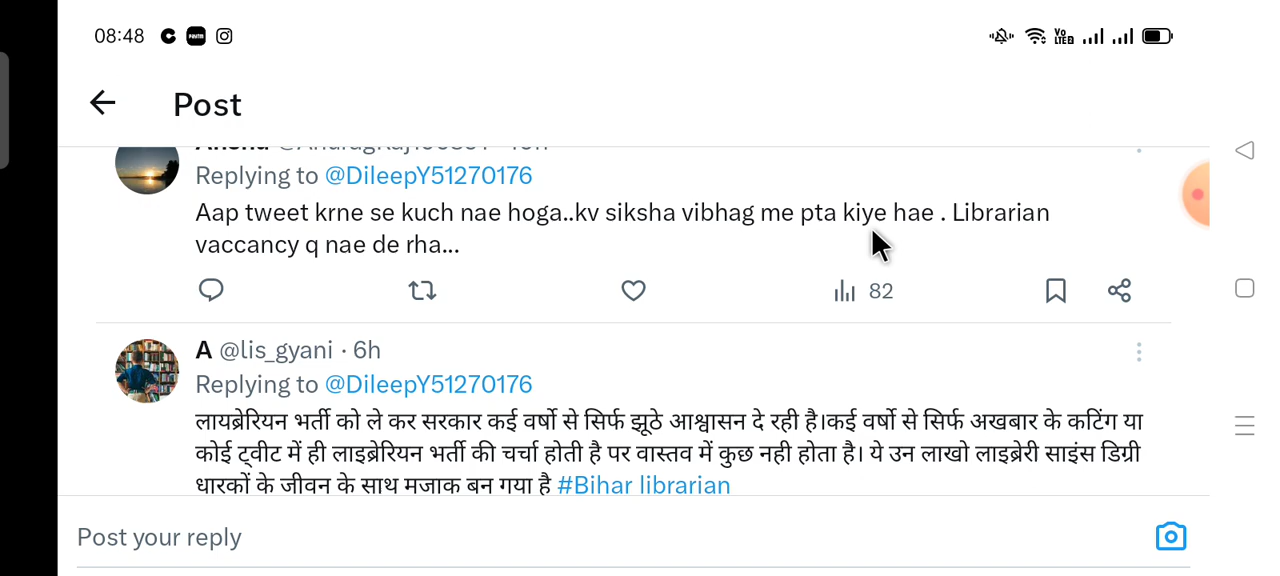 08:48
Post
Replying to @DileepY51270176
Aap tweet krne se kuch nae hoga..kv siksha vibhag me pta kiye hae . Librarian
vaccancy q nae de rha...
82
A @lis_gyani · 6h
Replying to @DileepY51270176
लायब्रेरियन भर्ती को ले कर सरकार कई वर्षो से सिर्फ झूठे आश्वासन दे रही है।कई वर्षो से सिर्फ अखबार के कटिंग या
कोई ट्वीट में ही लाइब्रेरियन भर्ती की चर्चा होती है पर वास्तव में कुछ नही होता है। ये उन लाखो लाइब्रेरी साइंस डिग्री
धारकों के जीवन के साथ मजाक बन गया है #Bihar librarian
Post your reply